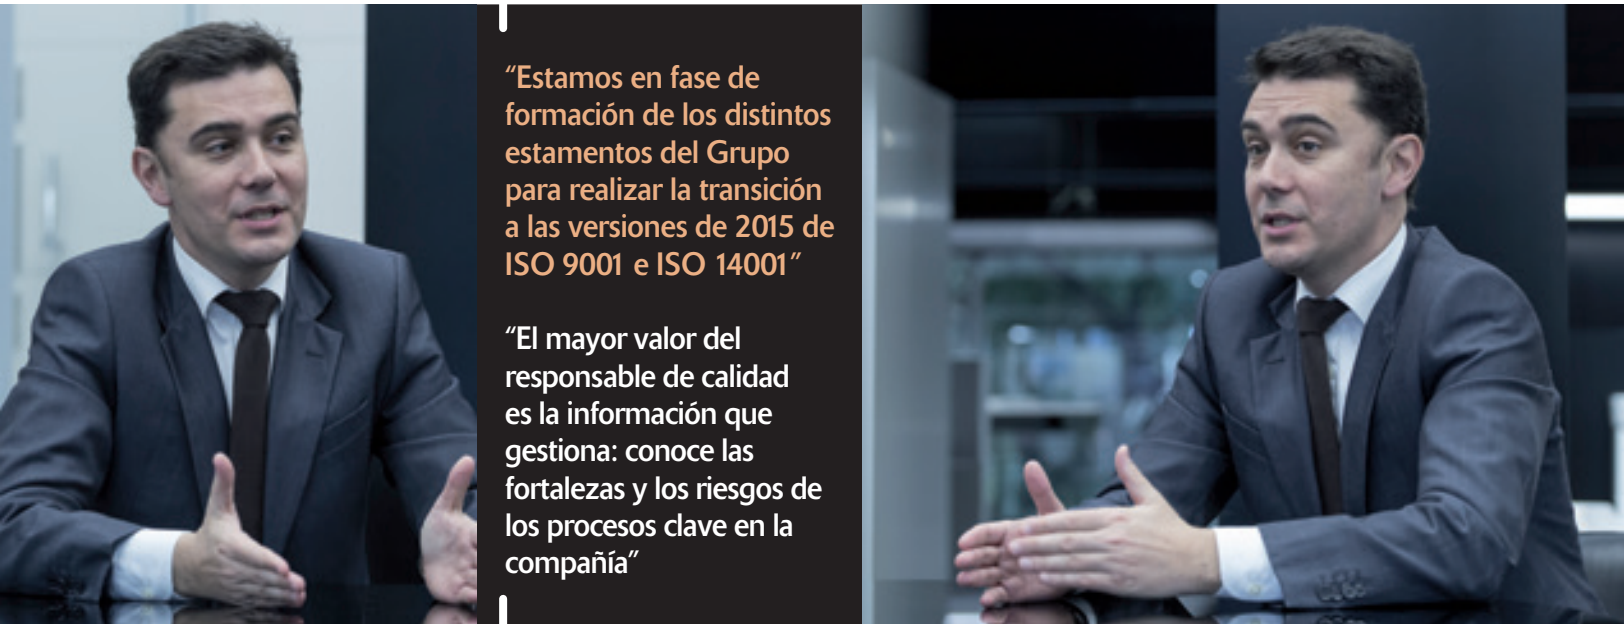 “Estamos en fase de
formación de los distintos
estamentos del Grupo
para realizar la transición
a las versiones de 2015 de
ISO 9001 e ISO 14001”
“El mayor valor del
responsable de calidad
es la información que
gestiona: conoce las
fortalezas y los riesgos de
los procesos clave en la
compañía”